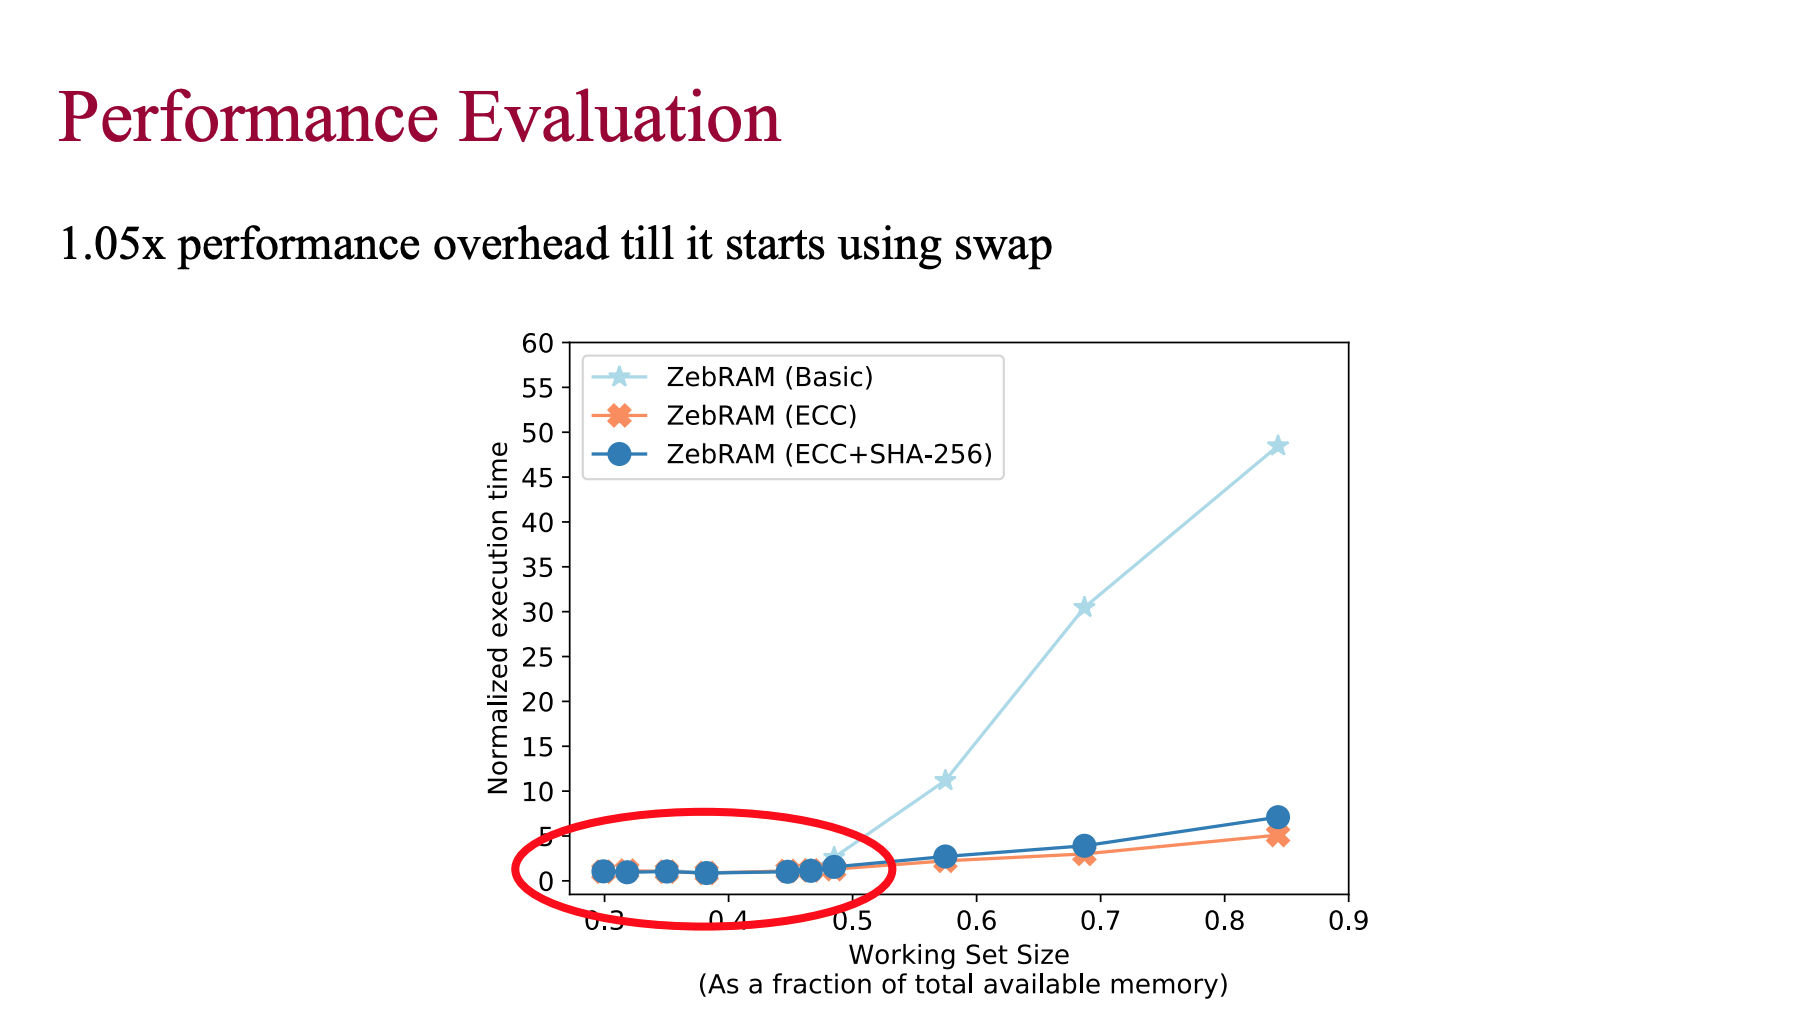 Performance Evaluation
1.05x performance overhead till it starts using swap
60
55
50
45
40
35
30
25
20
15
10
5
0
Normalized execution time
ZebRAM (Basic)
ZebRAM (ECC)
ZebRAM (ECC+SHA-256)
0.3 0.4 0.5 0.6 0.7 0.8 0.9
Working Set Size
(As a fraction of total available memory)